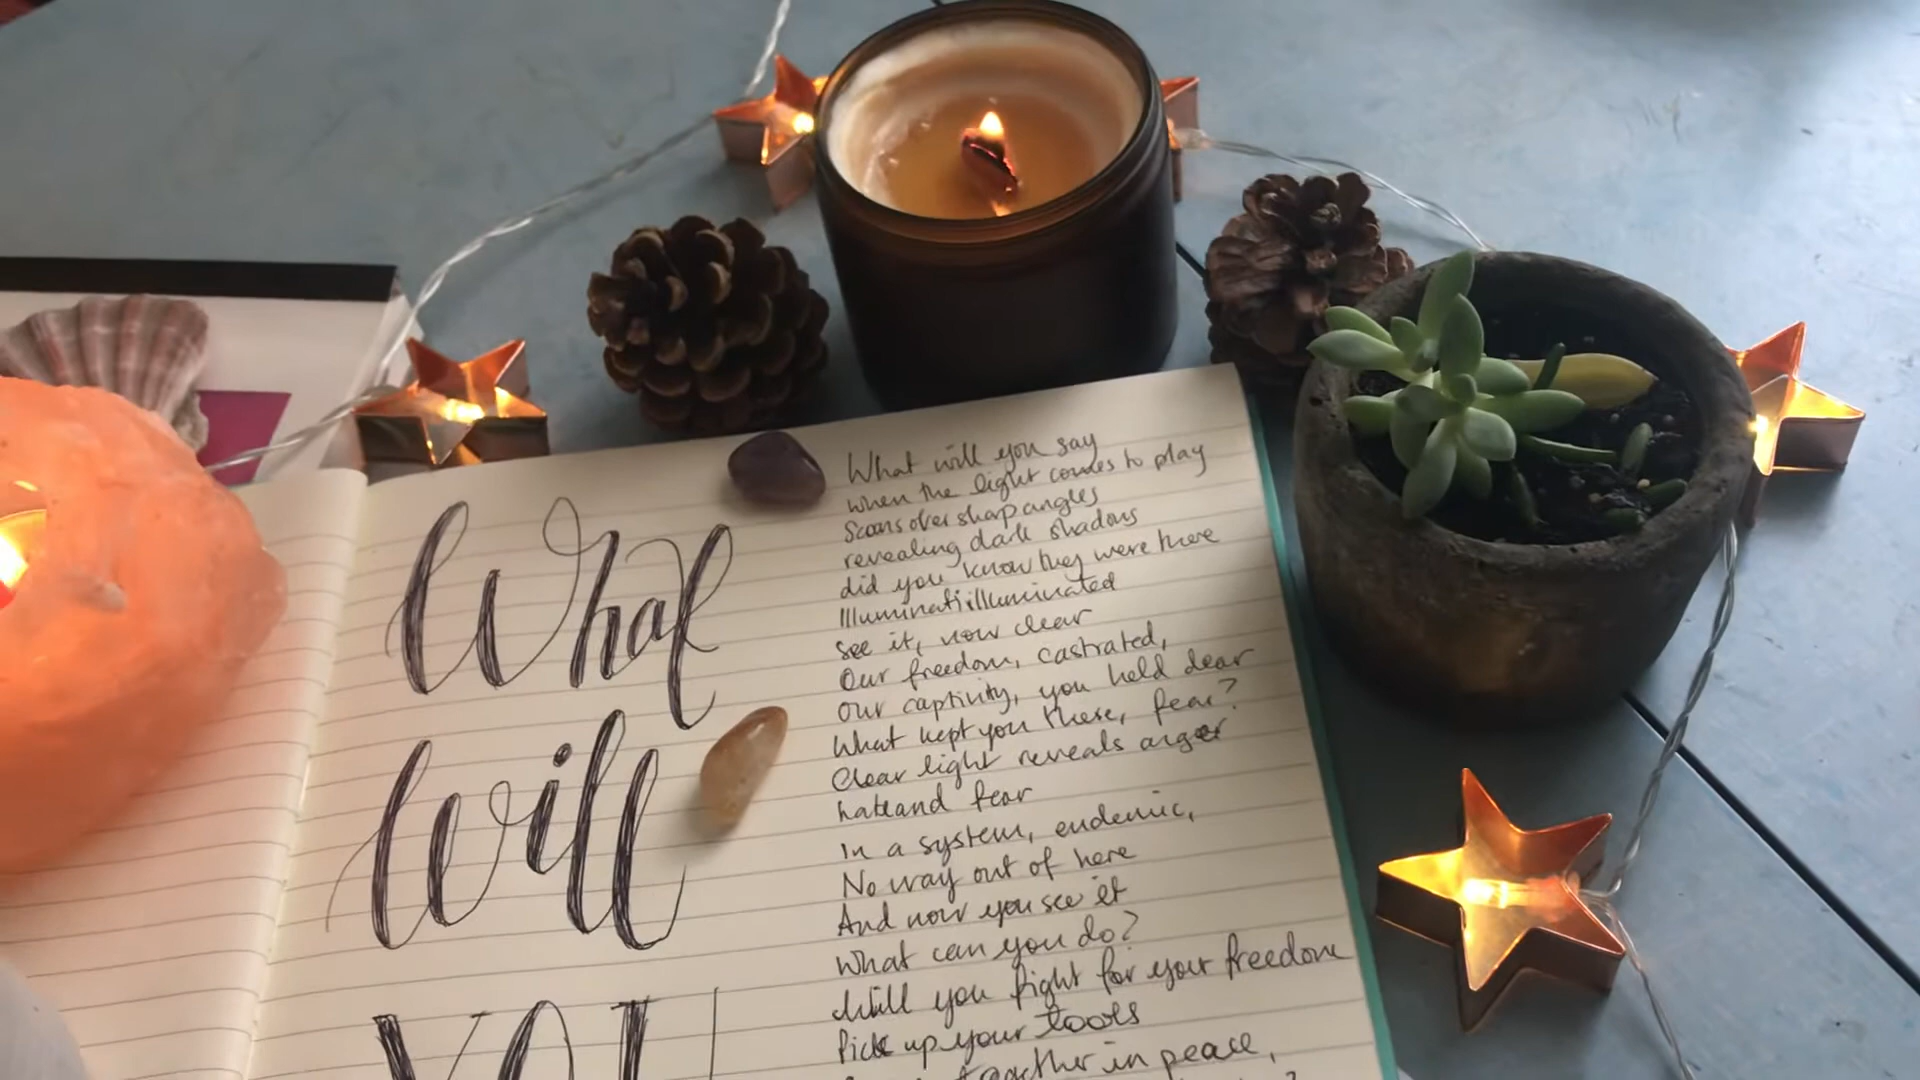 What
Will
YOU
What will you say
when the light comes to play
Scans over sharp angles
revealing dark shadows
did you know they were there
Illuminati illuminated
see it, now clear
Our freedom, castrated,
our captivity, you held dear
What kept you there, fear?
Clear light reveals anger
hate and fear
in a system, endemic,
No way out of here
And now you see it
What can you do?
Will you fight for your freedom
Pick up your tools
together in peace,